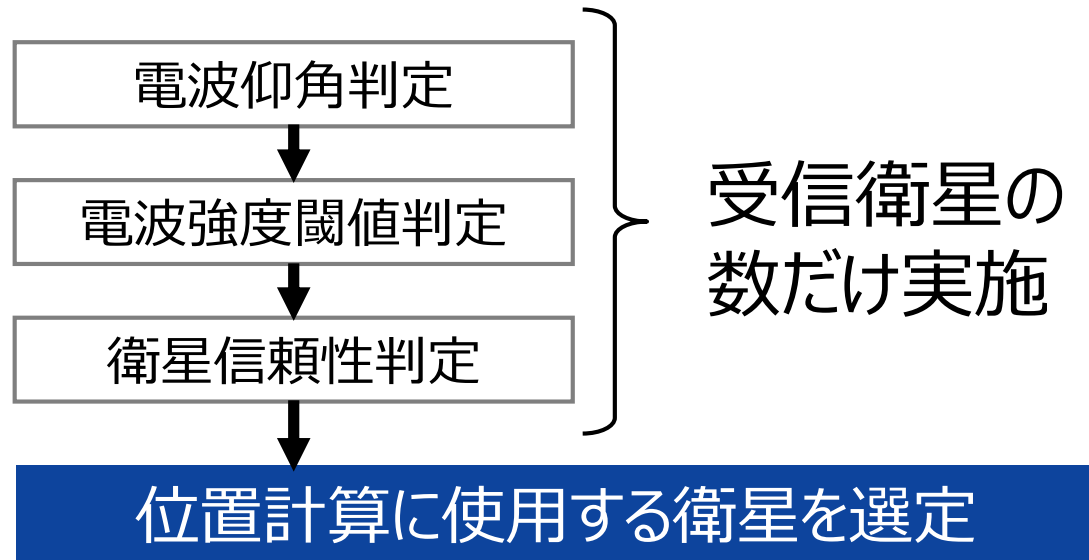 電波仰角判定
電波強度閾値判定
衛星信頼性判定
受信衛星の
数だけ実施
位置計算に使用する衛星を選定